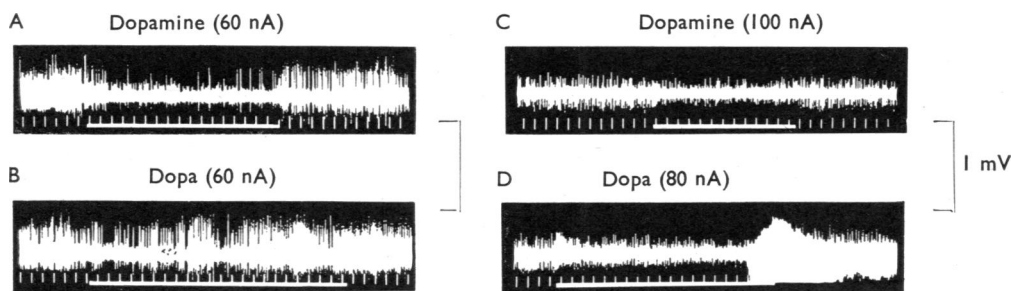 A Dopamine (60 nA)
C Dopamine (100 nA)
B Dopa (60 nA)
D Dopa (80 nA)
1 mV